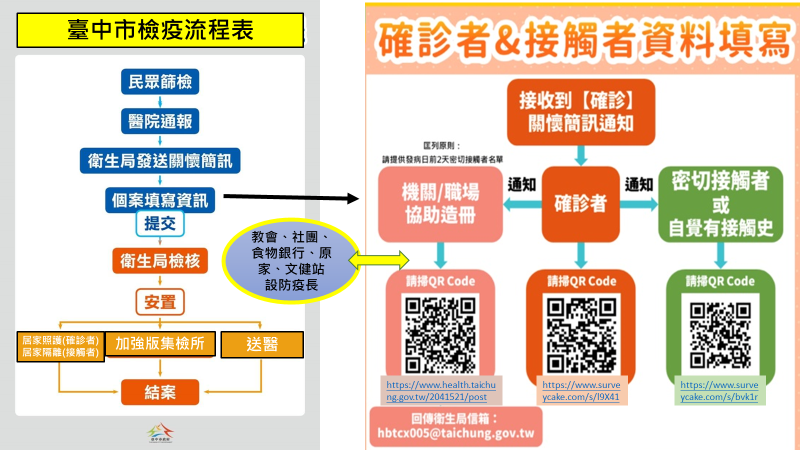 臺中市檢疫流程表
民眾篩檢
醫院通報
衛生局發送關懷簡訊
個案填寫資訊
提交
衛生局檢核
安置
居家照護(確診者)
居家隔離(接觸者)
加強版集檢所
送醫
結案
教會、社團、
食物銀行、原
家、文健站
設防疫長
確診者&接觸者資料填寫
接收到【確診】
關懷簡訊通知
匡列原則：
請提供發病日前2天密切接觸者名單
機關/職場
協助造冊
通知
確診者
通知
密切接觸者
或
自覺有接觸史
請掃QR Code
請掃QR Code
請掃QR Code
https://www.health.taichu
ng.gov.tw/2041521/post
https://www.surve
ycake.com/s/l9X41
https://www.surve
ycake.com/s/bvk1r
回傳衛生局信箱：
hbtcx005@taichung.gov.tw